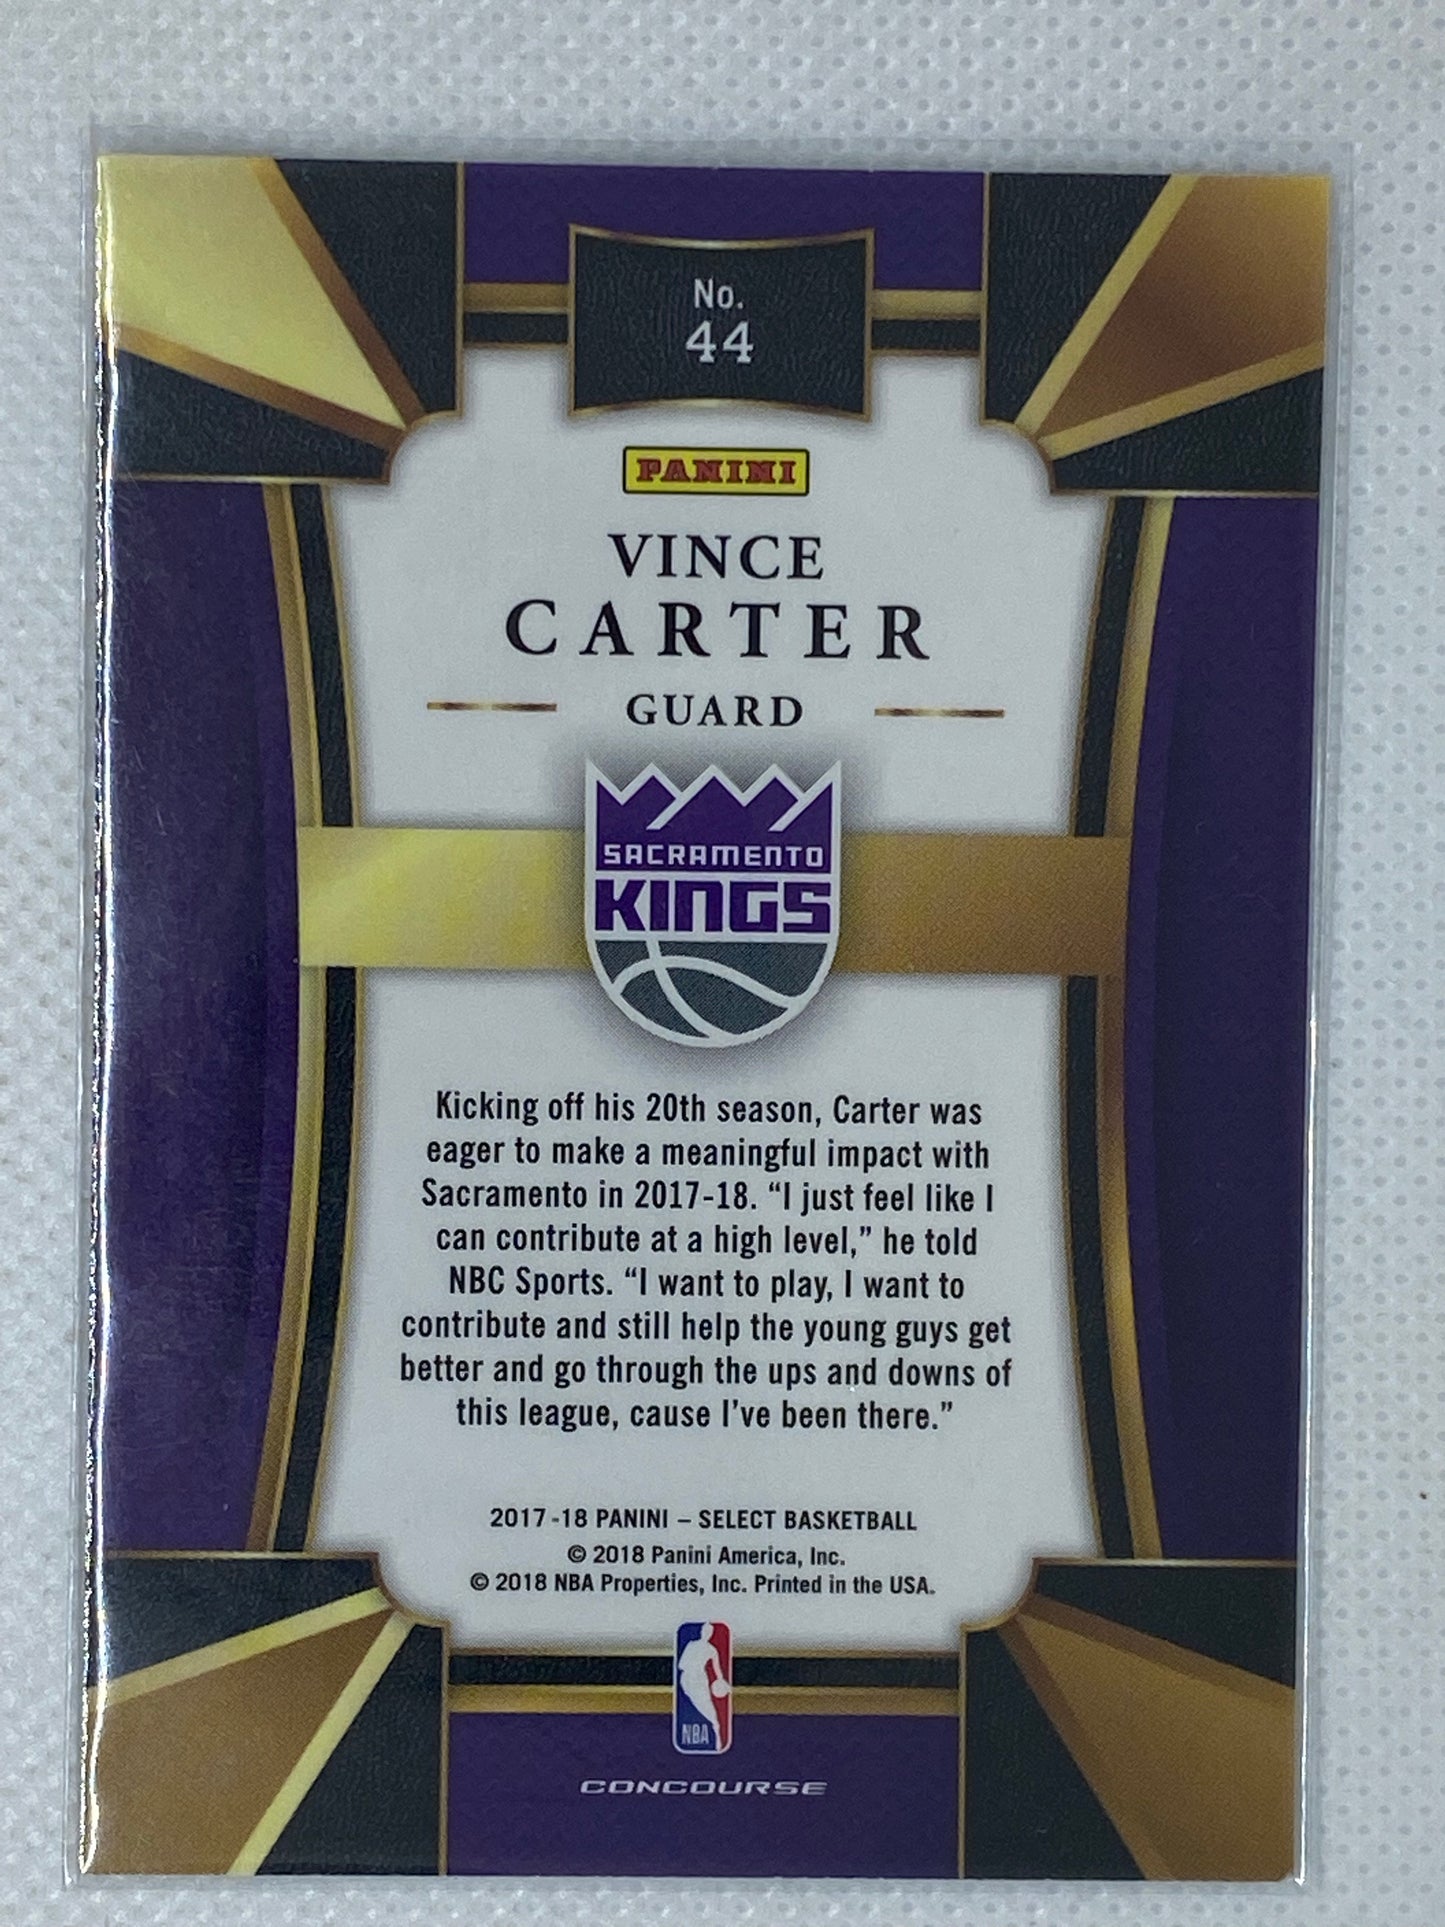 No.
44
PANINI
VINCE
CARTER
GUARD
SACRAMENTO
KINGS
Kicking off his 20th season, Carter was
eager to make a meaningful impact with
Sacramento in 2017-18. “I just feel like I
can contribute at a high level,” he told
NBC Sports. “I want to play, I want to
contribute and still help the young guys get
better and go through the ups and downs of
this league, cause I’ve been there.”
2017-18 PANINI – SELECT BASKETBALL
© 2018 Panini America, Inc.
© 2018 NBA Properties, Inc. Printed in the USA.
NBA
CONCOURSE